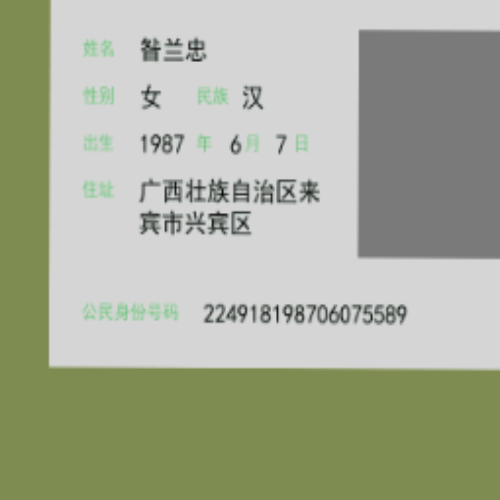 姓名 昝兰忠
性别 女 民族 汉
出生 1987 年 6 月 7 日
住址 广西壮族自治区来
宾市兴宾区
公民身份号码 224918198706075589